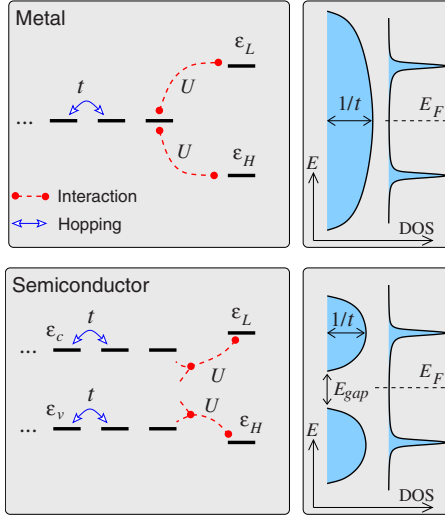 Metal
ε_L
t
U
1/t
E_F
...
U
ε_H
E
Interaction
Hopping
DOS
Semiconductor
ε_L
t
ε_c
1/t
...
U
E_F
t
U
E_gap
ε_v
E
...
ε_H
DOS